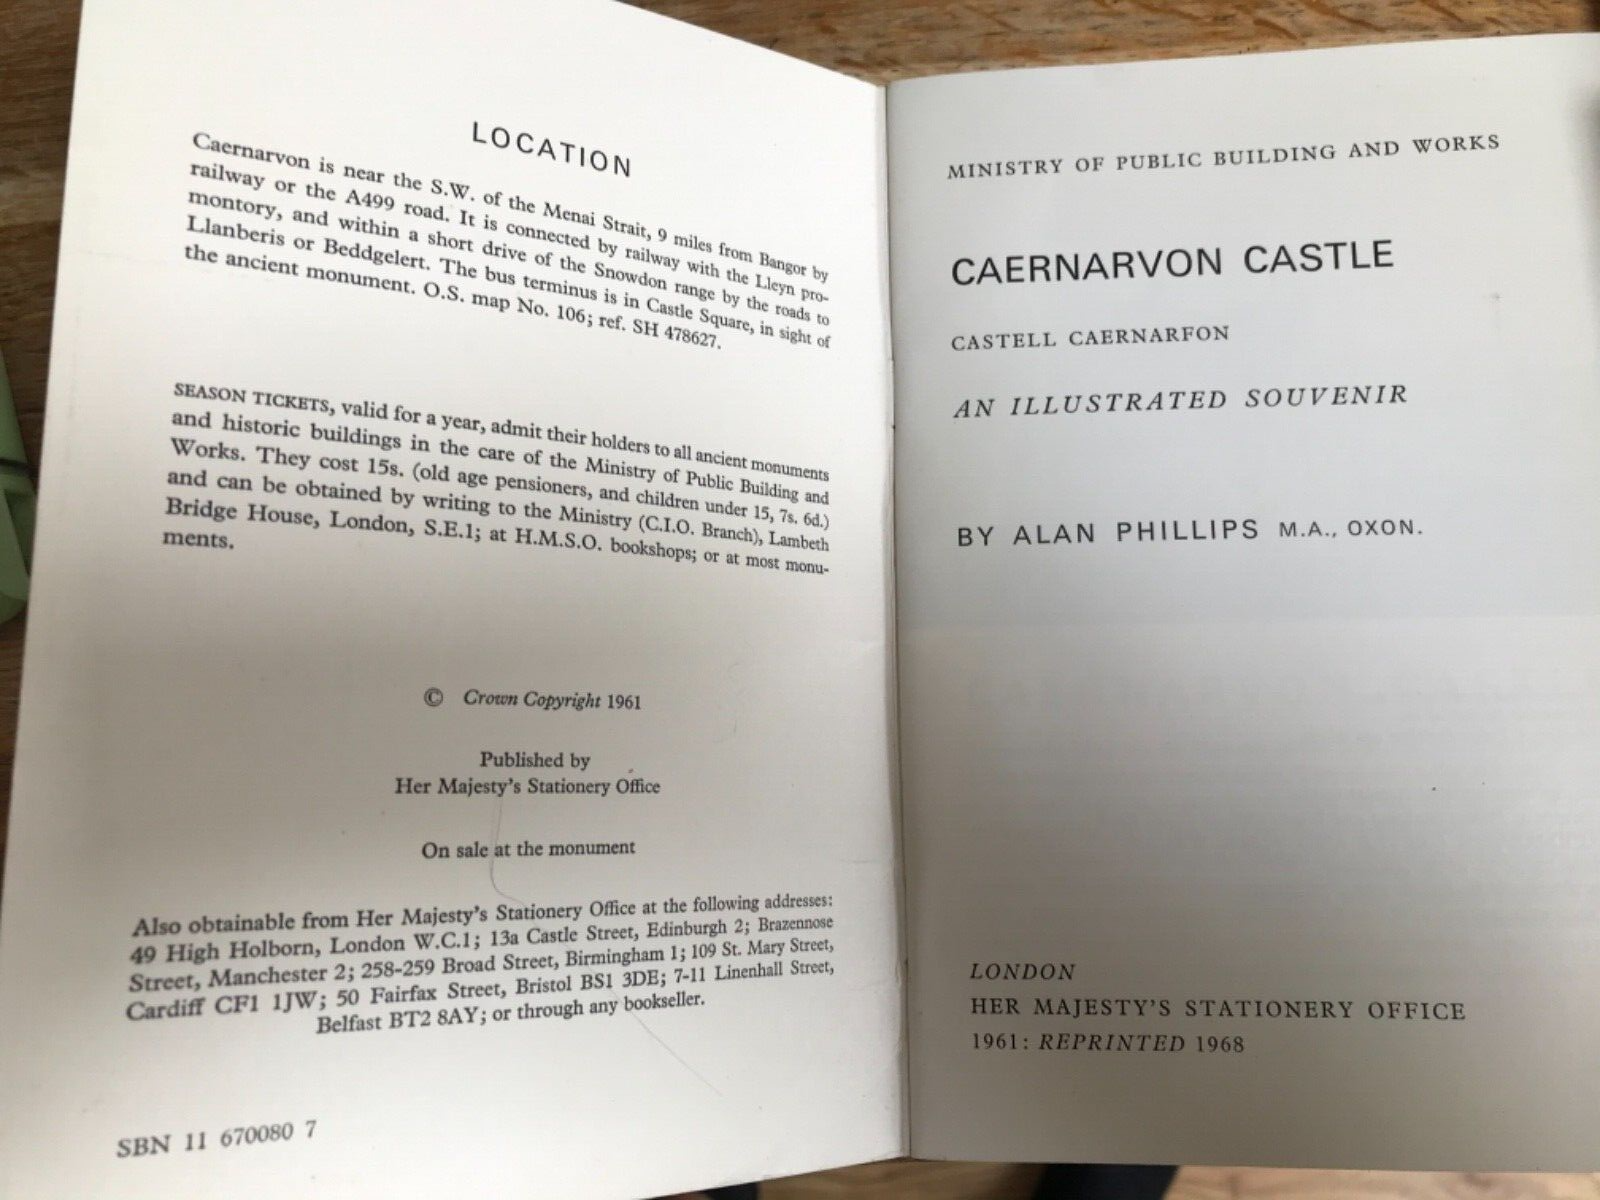 LOCATION
Caernarvon is near the S.W. of the Menai Strait, 9 miles from Bangor by
railway or the A499 road. It is connected by railway with the Lleyn pro-
montory, and within a short drive of the Snowdon range by the roads to
Llanberis or Beddgelert. The bus terminus is in Castle Square, in sight of
the ancient monument. O.S. map No. 106; ref. SH 478627.
SEASON TICKETS, valid for a year, admit their holders to all ancient monuments
and historic buildings in the care of the Ministry of Public Building and
Works. They cost 15s. (old age pensioners, and children under 15, 7s. 6d.)
and can be obtained by writing to the Ministry (C.I.O. Branch), Lambeth
Bridge House, London, S.E.1; at H.M.S.O. bookshops; or at most monu-
ments.
© Crown Copyright 1961
Published by
Her Majesty's Stationery Office
On sale at the monument
Also obtainable from Her Majesty's Stationery Office at the following addresses:
49 High Holborn, London W.C.1; 13a Castle Street, Edinburgh 2; Brazennose
Street, Manchester 2; 258-259 Broad Street, Birmingham 1; 109 St. Mary Street,
Cardiff CF1 1JW; 50 Fairfax Street, Bristol BS1 3DE; 7-11 Linenhall Street,
Belfast BT2 8AY; or through any bookseller.
SBN 11 670080 7
MINISTRY OF PUBLIC BUILDING AND WORKS
CAERNARVON CASTLE
CASTELL CAERNARFON
AN ILLUSTRATED SOUVENIR
BY ALAN PHILLIPS M.A., OXON.
LONDON
HER MAJESTY'S STATIONERY OFFICE
1961: REPRINTED 1968